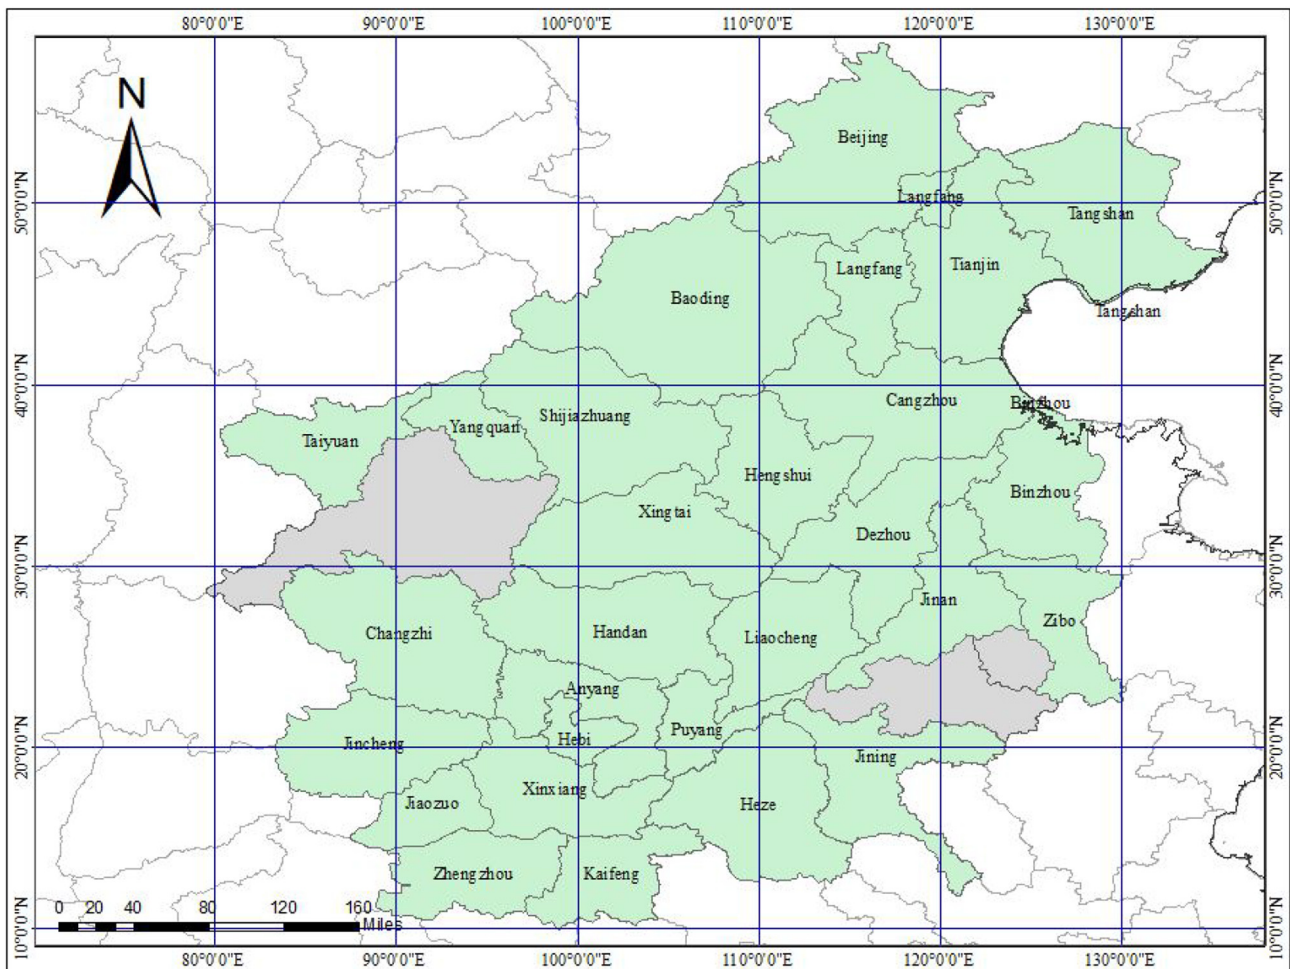 80°0'0"E 90°0'0"E 100°0'0"E 110°0'0"E 120°0'0"E 130°0'0"E
N
Beijing
50°0'0"N
Langfang
50°0'0"N
Tangshan
Langfang
Tianjin
Baoding
Tangshan
40°0'0"N
Cangzhou
Binzhou
40°0'0"N
Shijiazhuang
Yangquan
Taiyuan
Hengshui
Binzhou
Xingtai
Dezhou
30°0'0"N
30°0'0"N
Jinan
Zibo
Changzhi
Handan
Liaocheng
Anyang
Puyang
Hebi
Jincheng
20°0'0"N
Jining
20°0'0"N
Xinxiang
Jiaozuo
Heze
Zhengzhou
Kaifeng
0 20 40 80 120 160
Miles
10°0'0"N
10°0'0"N
80°0'0"E 90°0'0"E 100°0'0"E 110°0'0"E 120°0'0"E 130°0'0"E